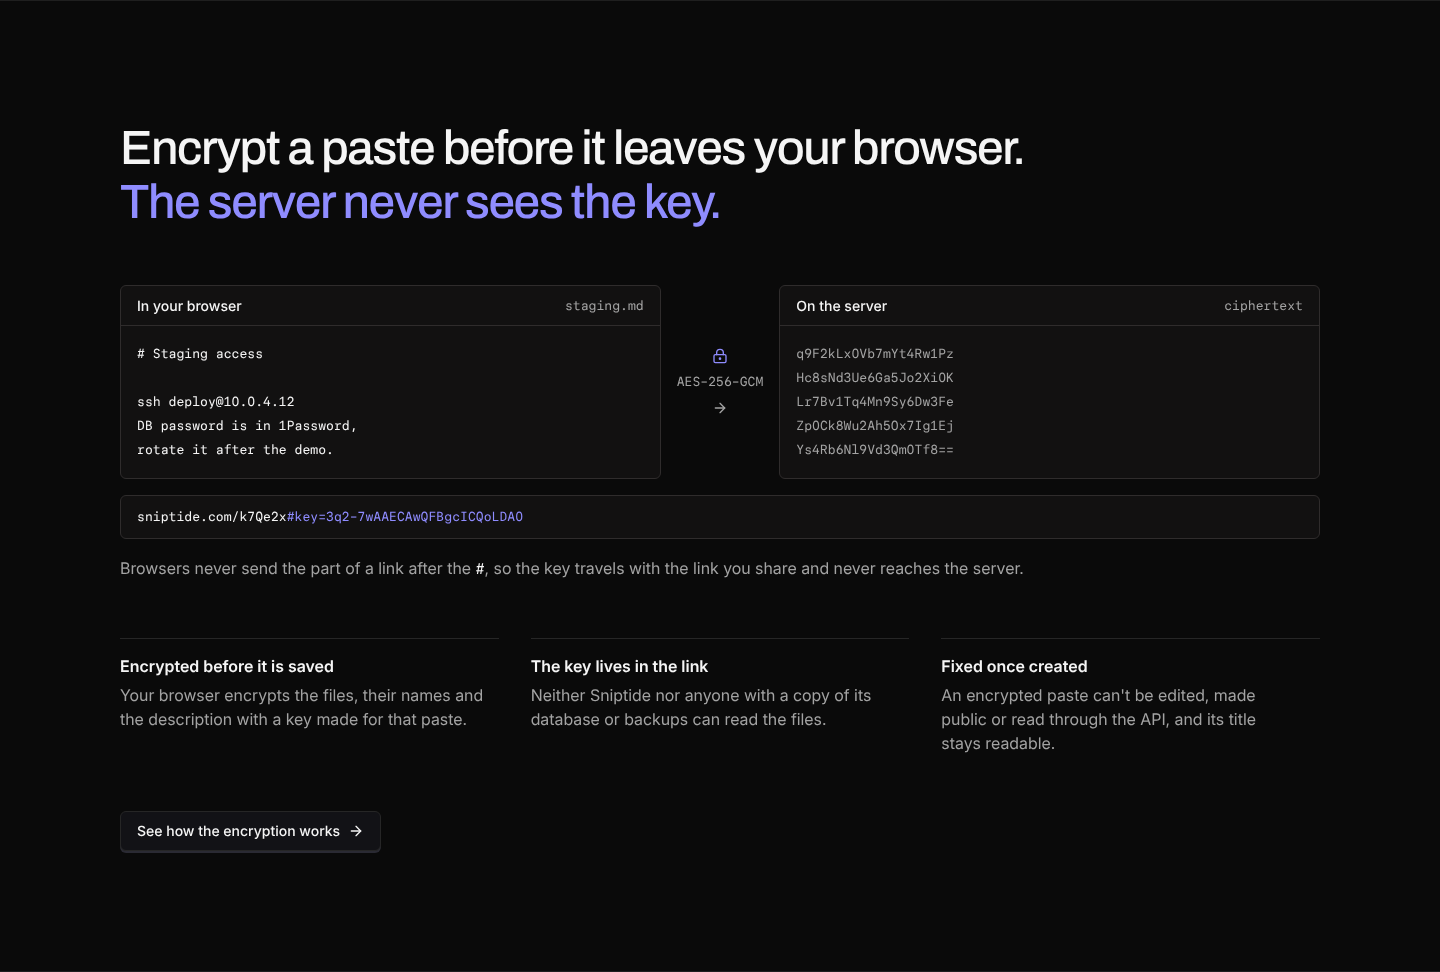 Encrypt a paste before it leaves your browser.
The server never sees the key.
In your browser
staging.md
# Staging access
ssh deploy@10.0.4.12
DB password is in 1Password,
rotate it after the demo.
AES-256-GCM
On the server
ciphertext
q9F2kLxOVb7mYt4Rw1Pz
Hc8sNd3Ue6Ga5Jo2XiOK
Lr7Bv1Tq4Mn9Sy6Dw3Fe
ZpOCk8Wu2Ah5Ox7Ig1Ej
Ys4Rb6Nl9Vd3QmOTf8==
sniptide.com/k7Qe2x#key=3q2-7wAAECAwQFBgcICQoLDAO
Browsers never send the part of a link after the #, so the key travels with the link you share and never reaches the server.
Encrypted before it is saved
Your browser encrypts the files, their names and
the description with a key made for that paste.
The key lives in the link
Neither Sniptide nor anyone with a copy of its
database or backups can read the files.
Fixed once created
An encrypted paste can't be edited, made
public or read through the API, and its title
stays readable.
See how the encryption works